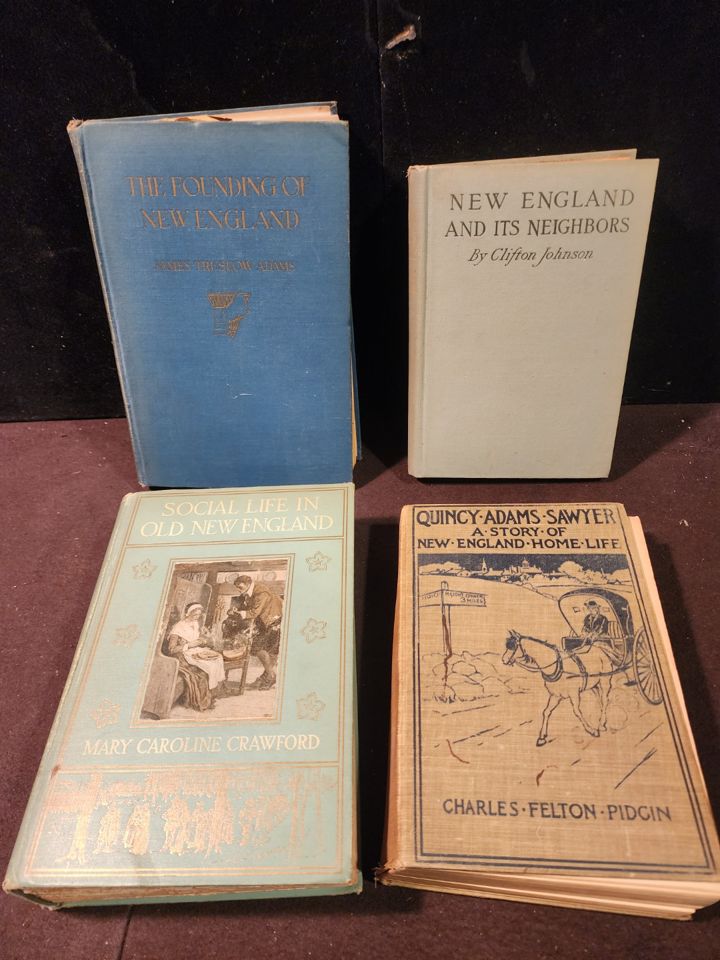 THE FOUNDING OF
NEW ENGLAND
JAMES TRUSLOW ADAMS
NEW ENGLAND
AND ITS NEIGHBORS
By Clifton Johnson
SOCIAL LIFE IN
OLD NEW ENGLAND
MARY CAROLINE CRAWFORD
QUINCY·ADAMS·SAWYER
A·STORY·OF
NEW·ENGLAND·HOME·LIFE
CHARLES·FELTON·PIDGIN